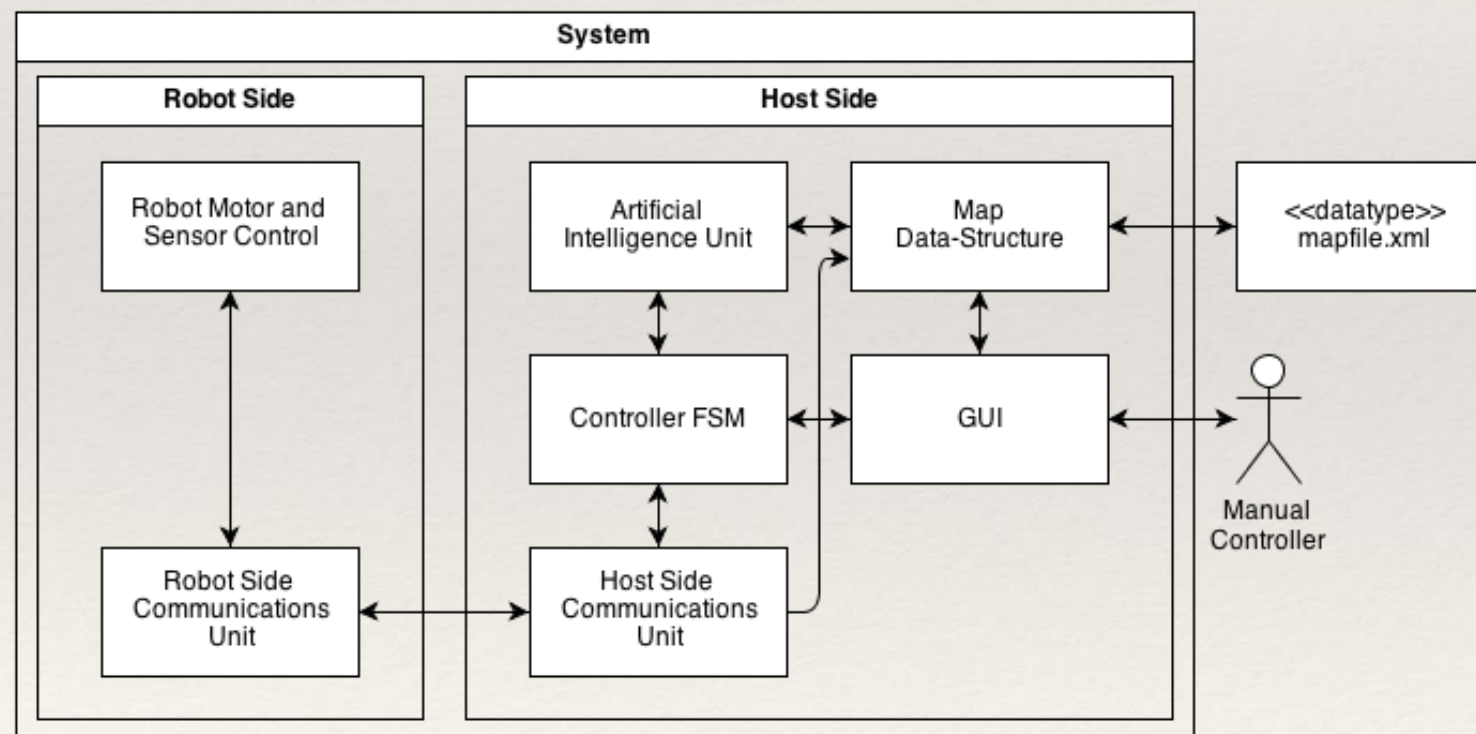 System
Robot Side
Host Side
Robot Motor and
Sensor Control
Artificial
Intelligence Unit
Map
Data-Structure
<<datatype>>
mapfile.xml
Controller FSM
GUI
Manual
Controller
Robot Side
Communications
Unit
Host Side
Communications
Unit